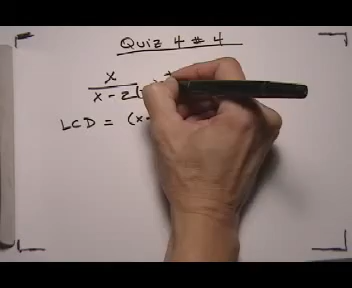 Quiz 4 # 4
x
x - 2
LCD = (x-